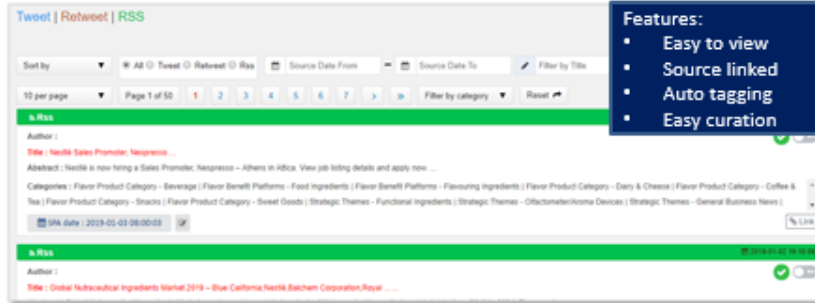 Tweet | Retweet | RSS
Features:
▪ Easy to view
▪ Source linked
▪ Auto tagging
▪ Easy curation
Sort by All Tweet Retweet Rss Source Date From - Source Date To Filter by Title
10 per page Page 1 of 50 1 2 3 4 5 6 7 > » Filter by category Reset
Rss
Author :
Title : Nestlé Sales Promoter, Nespresso ...
Abstract : Nestlé is now hiring a Sales Promoter, Nespresso – Athens in Attica. View job listing details and apply now. ...
Categories : Flavor Product Category - Beverage | Flavor Benefit Platforms - Food Ingredients | Flavor Benefit Platforms - Flavouring Ingredients | Flavor Product Category - Dairy & Cheese | Flavor Product Category - Coffee &
Tea | Flavor Product Category - Snacks | Flavor Product Category - Sweet Goods | Strategic Themes - Functional Ingredients | Strategic Themes - Olfactometer/Aroma Devices | Strategic Themes - General Business News |
SPA date : 2019-01-03 08:00:03
Link
Rss
Author :
Title : Global Nutraceutical Ingredients Market 2019 – Blue California,Nestlé,Balchem Corporation,Royal ... ...